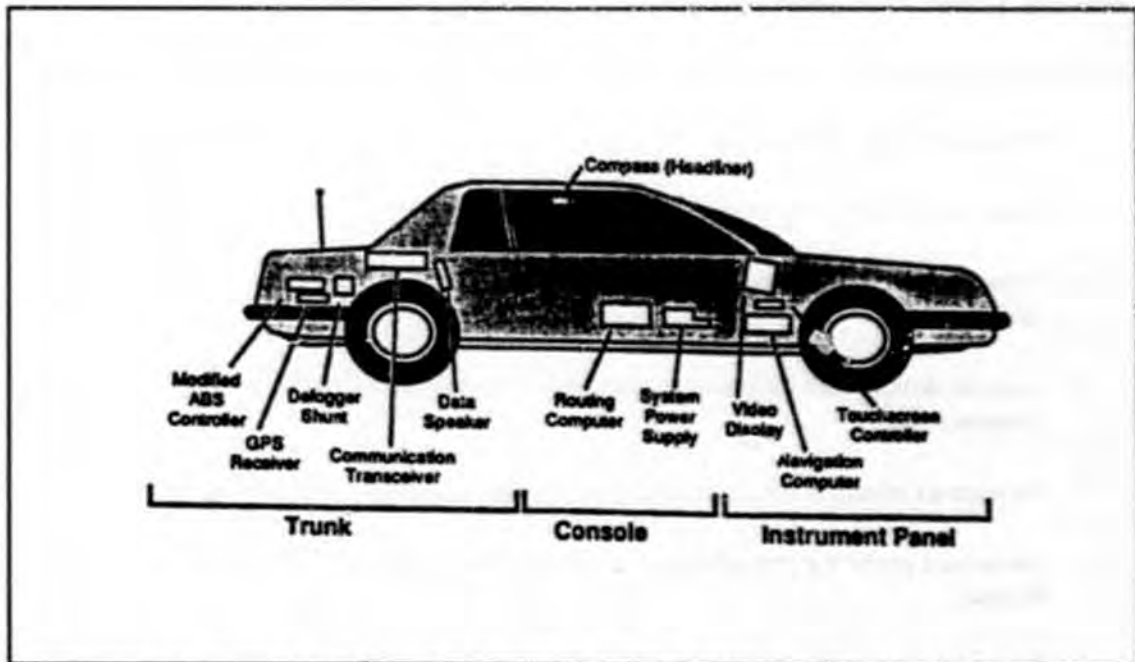 Compass (Headliner)
Modified
ABS
Controller
GPS
Receiver
Defogger
Shunt
Communication
Transceiver
Data
Speaker
Routing
Computer
System
Power
Supply
Video
Display
Navigation
Computer
Touchscreen
Controller
Trunk
Console
Instrument Panel